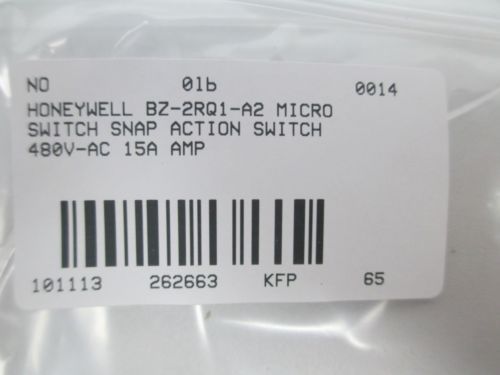 NO 0lb 0014
HONEYWELL BZ-2RQ1-A2 MICRO
SWITCH SNAP ACTION SWITCH
480V-AC 15A AMP
101113 262663 KFP 65